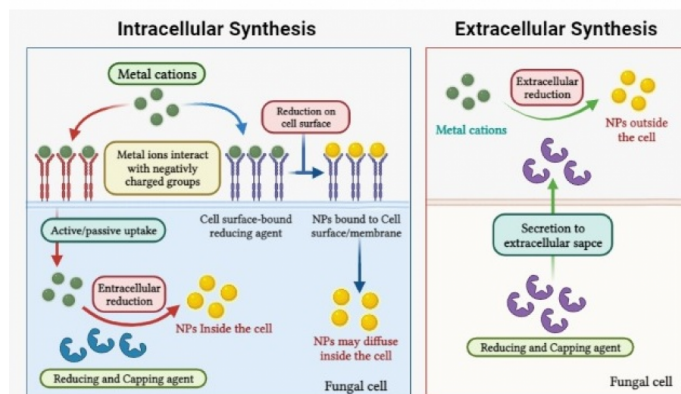 Intracellular Synthesis
Metal cations
Reduction on
cell surface
Metal ions interact
with negativly
charged groups
Active/passive uptake
Cell surface-bound
reducing agent
NPs bound to Cell
surface/membrane
Entracellular
reduction
NPs Inside the cell
NPs may diffuse
inside the cell
Reducing and Capping agent
Fungal cell
Extracellular Synthesis
Extracellular
reduction
Metal cations
NPs outside
the cell
Secretion to
extracellular sapce
Reducing and Capping agent
Fungal cell